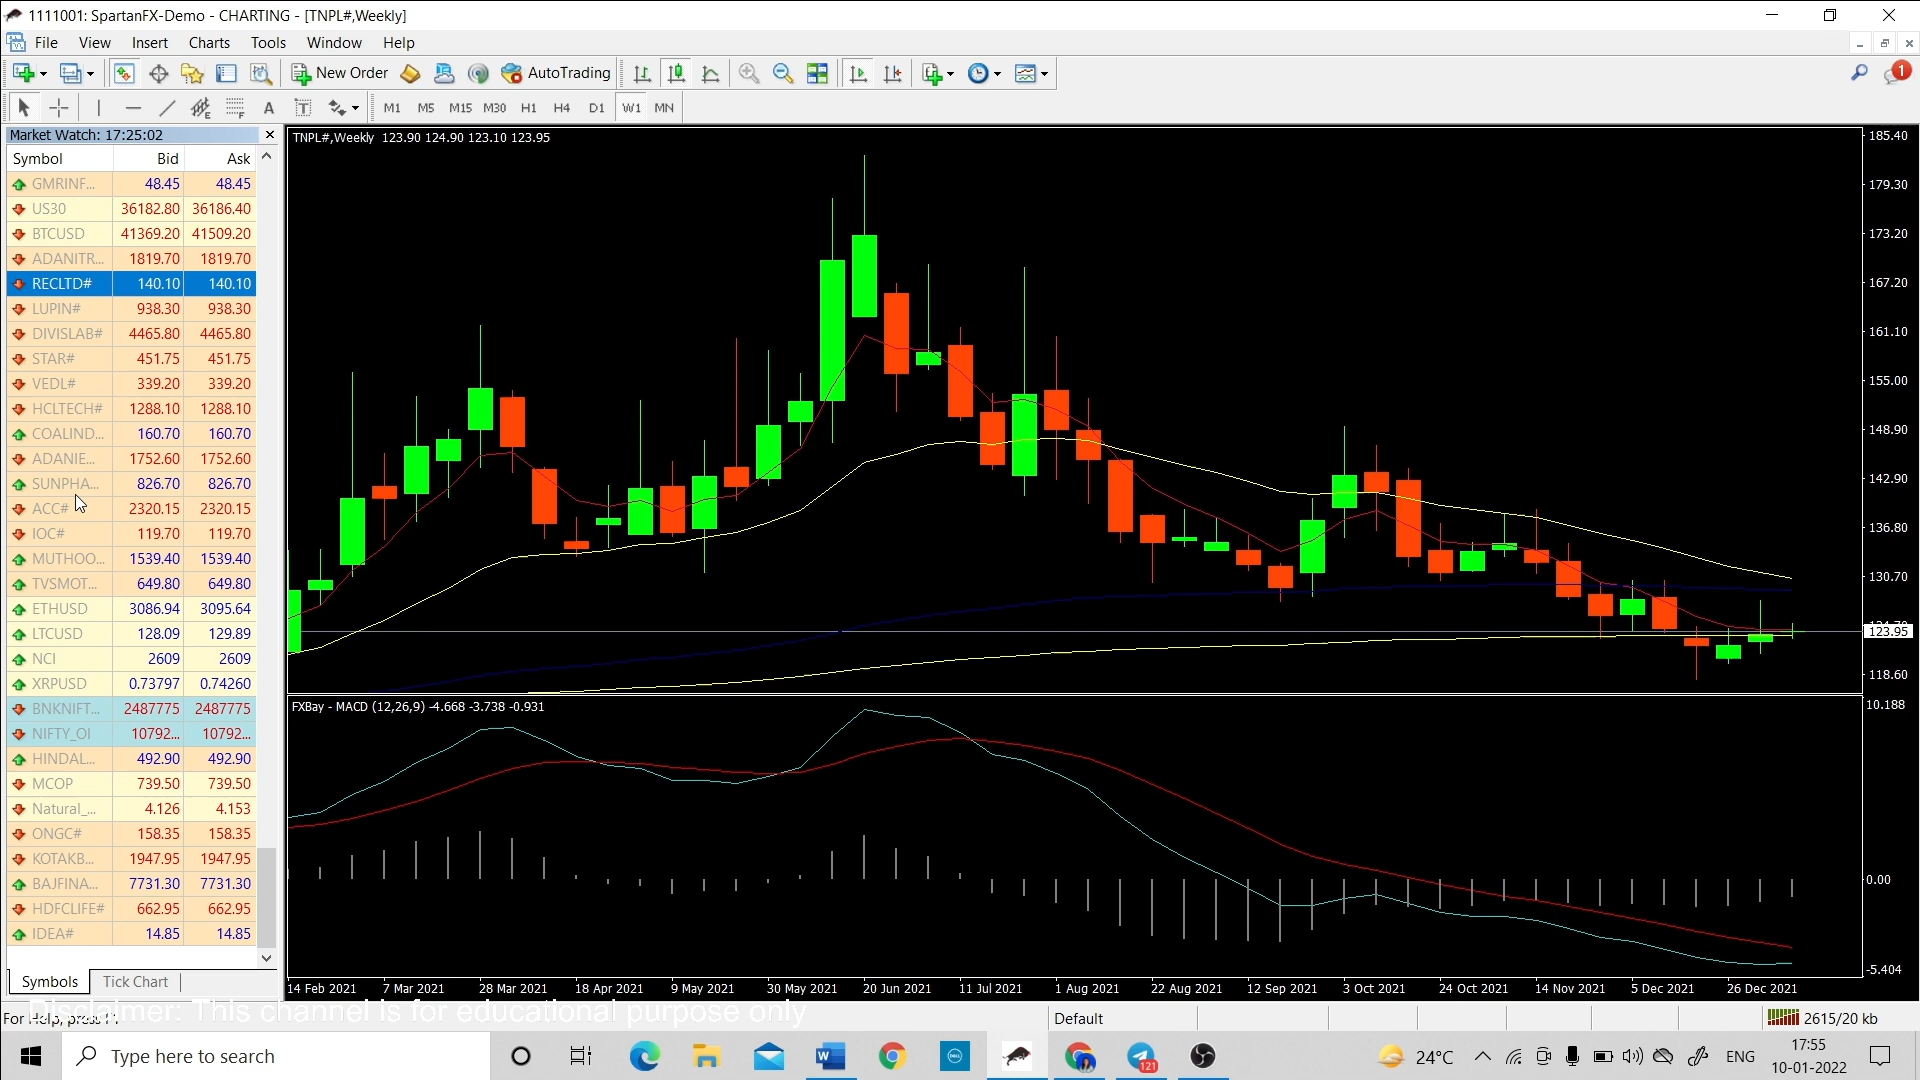 1111001: SpartanFX-Demo - CHARTING - [TNPL#,Weekly]
File View Insert Charts Tools Window Help
New Order AutoTrading 1
A T M1 M5 M15 M30 H1 H4 D1 W1 MN
Market Watch: 17:25:02
Symbol Bid Ask
GMRINF... 48.45 48.45
US30 36182.80 36186.40
BTCUSD 41369.20 41509.20
ADANITR... 1819.70 1819.70
RECLTD# 140.10 140.10
LUPIN# 938.30 938.30
DIVISLAB# 4465.80 4465.80
STAR# 451.75 451.75
VEDL# 339.20 339.20
HCLTECH# 1288.10 1288.10
COALIND... 160.70 160.70
ADANIE... 1752.60 1752.60
SUNPHA... 826.70 826.70
ACC# 2320.15 2320.15
IOC# 119.70 119.70
MUTHOO... 1539.40 1539.40
TVSMOT... 649.80 649.80
ETHUSD 3086.94 3095.64
LTCUSD 128.09 129.89
NCI 2609 2609
XRPUSD 0.73797 0.74260
BNKNIFT... 2487775 2487775
NIFTY_OI 10792... 10792...
HINDAL... 492.90 492.90
MCOP 739.50 739.50
Natural_... 4.126 4.153
ONGC# 158.35 158.35
KOTAKB... 1947.95 1947.95
BAJFINA... 7731.30 7731.30
HDFCLIFE# 662.95 662.95
IDEA# 14.85 14.85
Symbols Tick Chart
TNPL#,Weekly 123.90 124.90 123.10 123.95
185.40
179.30
173.20
167.20
161.10
155.00
148.90
142.90
136.80
130.70
123.95
118.60
FXBay - MACD (12,26,9) -4.668 -3.738 -0.931
10.188
0.00
-5.404
14 Feb 2021 7 Mar 2021 28 Mar 2021 18 Apr 2021 9 May 2021 30 May 2021 20 Jun 2021 11 Jul 2021 1 Aug 2021 22 Aug 2021 12 Sep 2021 3 Oct 2021 24 Oct 2021 14 Nov 2021 5 Dec 2021 26 Dec 2021
Disclaimer: This channel is for educational purpose only
For Help, press F1
Default 2615/20 kb
Type here to search
W DELL 121
24°C ENG
17:55
10-01-2022